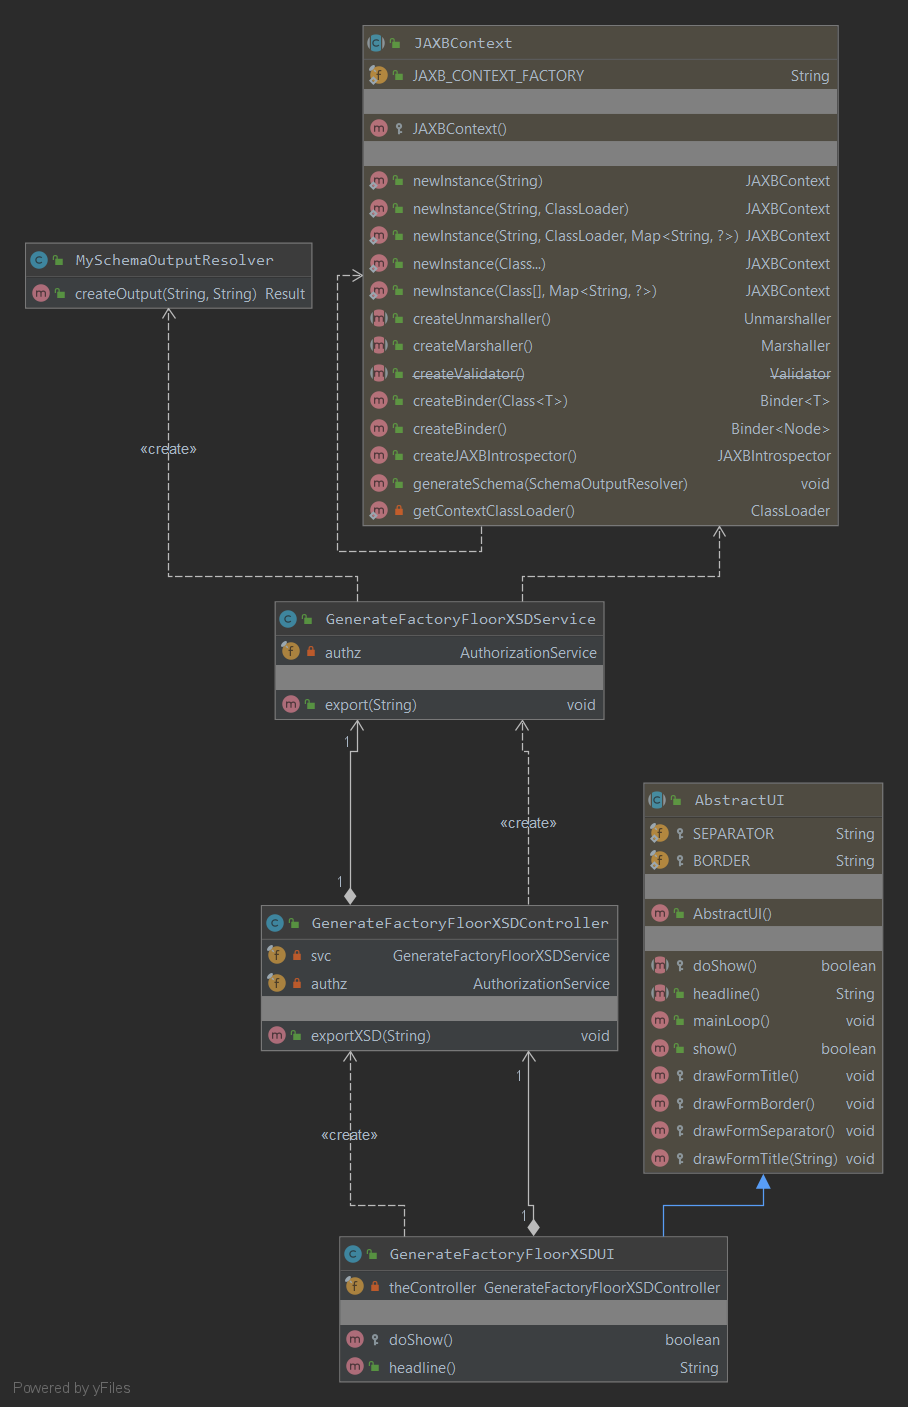 JAXBContext
JAXB_CONTEXT_FACTORY String
JAXBContext()
newInstance(String) JAXBContext
newInstance(String, ClassLoader) JAXBContext
newInstance(String, ClassLoader, Map<String, ?>) JAXBContext
newInstance(Class...) JAXBContext
newInstance(Class[], Map<String, ?>) JAXBContext
createUnmarshaller() Unmarshaller
createMarshaller() Marshaller
createValidator() Validator
createBinder(Class<T>) Binder<T>
createBinder() Binder<Node>
createJAXBIntrospector() JAXBIntrospector
generateSchema(SchemaOutputResolver) void
getContextClassLoader() ClassLoader
MySchemaOutputResolver
createOutput(String, String) Result
«create»
GenerateFactoryFloorXSDService
authz AuthorizationService
export(String) void
1
«create»
1
GenerateFactoryFloorXSDController
svc GenerateFactoryFloorXSDService
authz AuthorizationService
exportXSD(String) void
AbstractUI
SEPARATOR String
BORDER String
AbstractUI()
doShow() boolean
headline() String
mainLoop() void
show() boolean
drawFormTitle() void
drawFormBorder() void
drawFormSeparator() void
drawFormTitle(String) void
1
«create»
1
GenerateFactoryFloorXSDUI
theController GenerateFactoryFloorXSDController
doShow() boolean
headline() String
Powered by yFiles